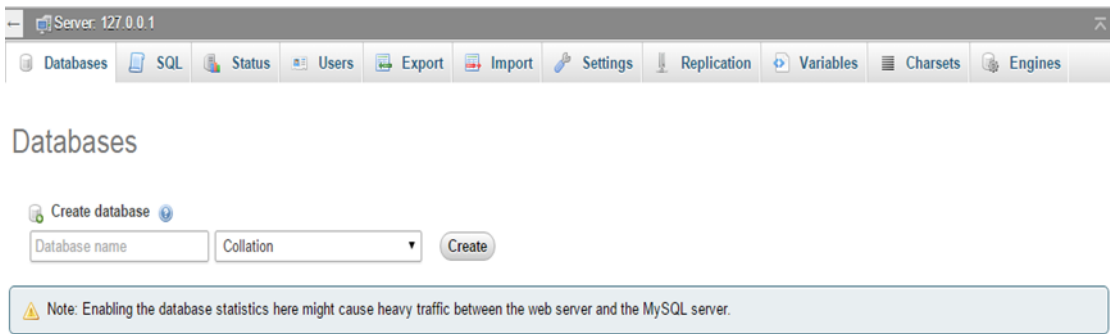 Server: 127.0.0.1
Databases SQL Status Users Export Import Settings Replication Variables Charsets Engines
Databases
Create database
Database name Collation Create
Note: Enabling the database statistics here might cause heavy traffic between the web server and the MySQL server.